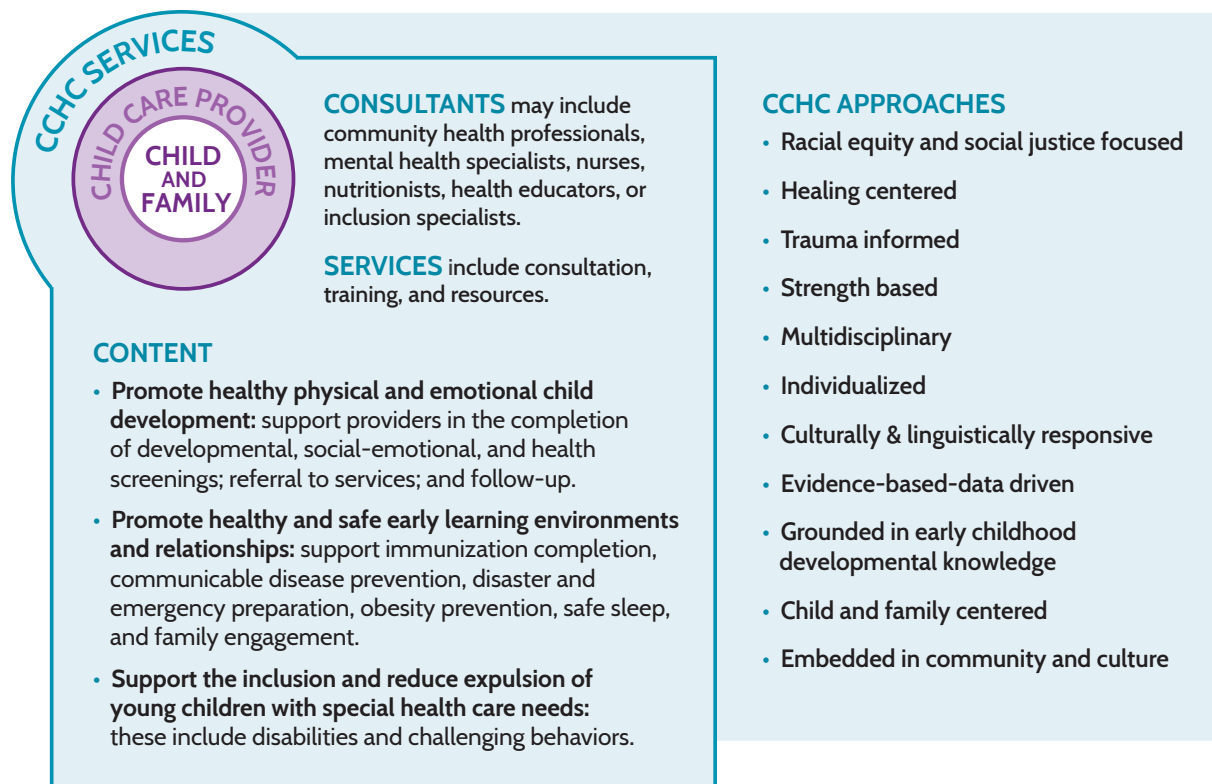 CCHC SERVICES
CHILD CARE PROVIDER
CHILD
AND
FAMILY
CONSULTANTS may include
community health professionals,
mental health specialists, nurses,
nutritionists, health educators, or
inclusion specialists.
SERVICES include consultation,
training, and resources.
CONTENT
• Promote healthy physical and emotional child
development: support providers in the completion
of developmental, social-emotional, and health
screenings; referral to services; and follow-up.
• Promote healthy and safe early learning environments
and relationships: support immunization completion,
communicable disease prevention, disaster and
emergency preparation, obesity prevention, safe sleep,
and family engagement.
• Support the inclusion and reduce expulsion of
young children with special health care needs:
these include disabilities and challenging behaviors.
CCHC APPROACHES
• Racial equity and social justice focused
• Healing centered
• Trauma informed
• Strength based
• Multidisciplinary
• Individualized
• Culturally & linguistically responsive
• Evidence-based-data driven
• Grounded in early childhood
developmental knowledge
• Child and family centered
• Embedded in community and culture